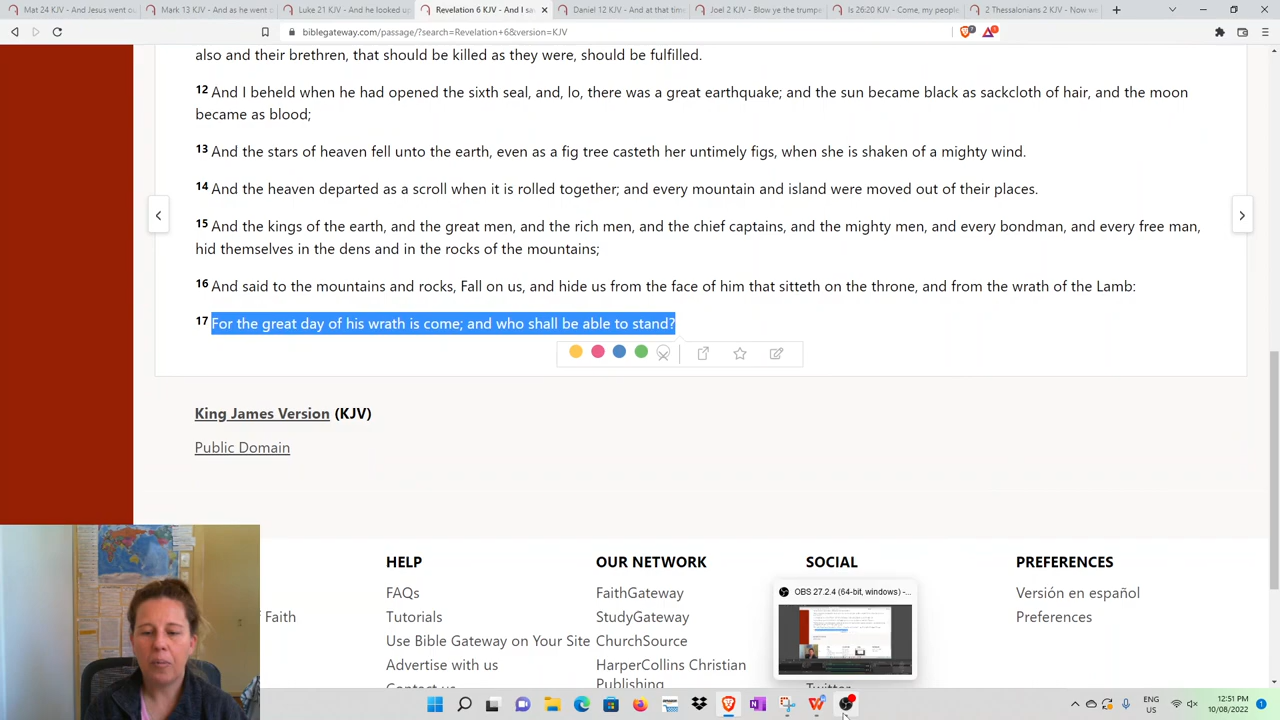 Mat 24 KJV - And Jesus went o
Mark 13 KJV - And as he went o
Luke 21 KJV - And he looked up
Revelation 6 KJV - And I sa
Daniel 12 KJV - And at that time
Joel 2 KJV - Blow ye the trumpe
Is 26:20 KJV - Come, my people
2 Thessalonians 2 KJV - Now we
biblegateway.com/passage/?search=Revelation+6&version=KJV
also and their brethren, that should be killed as they were, should be fulfilled.
12 And I beheld when he had opened the sixth seal, and, lo, there was a great earthquake; and the sun became black as sackcloth of hair, and the moon
became as blood;
13 And the stars of heaven fell unto the earth, even as a fig tree casteth her untimely figs, when she is shaken of a mighty wind.
14 And the heaven departed as a scroll when it is rolled together; and every mountain and island were moved out of their places.
15 And the kings of the earth, and the great men, and the rich men, and the chief captains, and the mighty men, and every bondman, and every free man,
hid themselves in the dens and in the rocks of the mountains;
16 And said to the mountains and rocks, Fall on us, and hide us from the face of him that sitteth on the throne, and from the wrath of the Lamb:
17 For the great day of his wrath is come; and who shall be able to stand?
King James Version (KJV)
Public Domain
HELP
OUR NETWORK
SOCIAL
PREFERENCES
FAQs
FaithGateway
OBS 27.2.4 (64-bit, windows) -...
Versión en español
of Faith
Tutorials
StudyGateway
Preferences
Use Bible Gateway on Your Site
ChurchSource
Advertise with us
HarperCollins Christian
Publishing
Contact us
Twitter
ENG
US
12:51 PM
10/08/2022